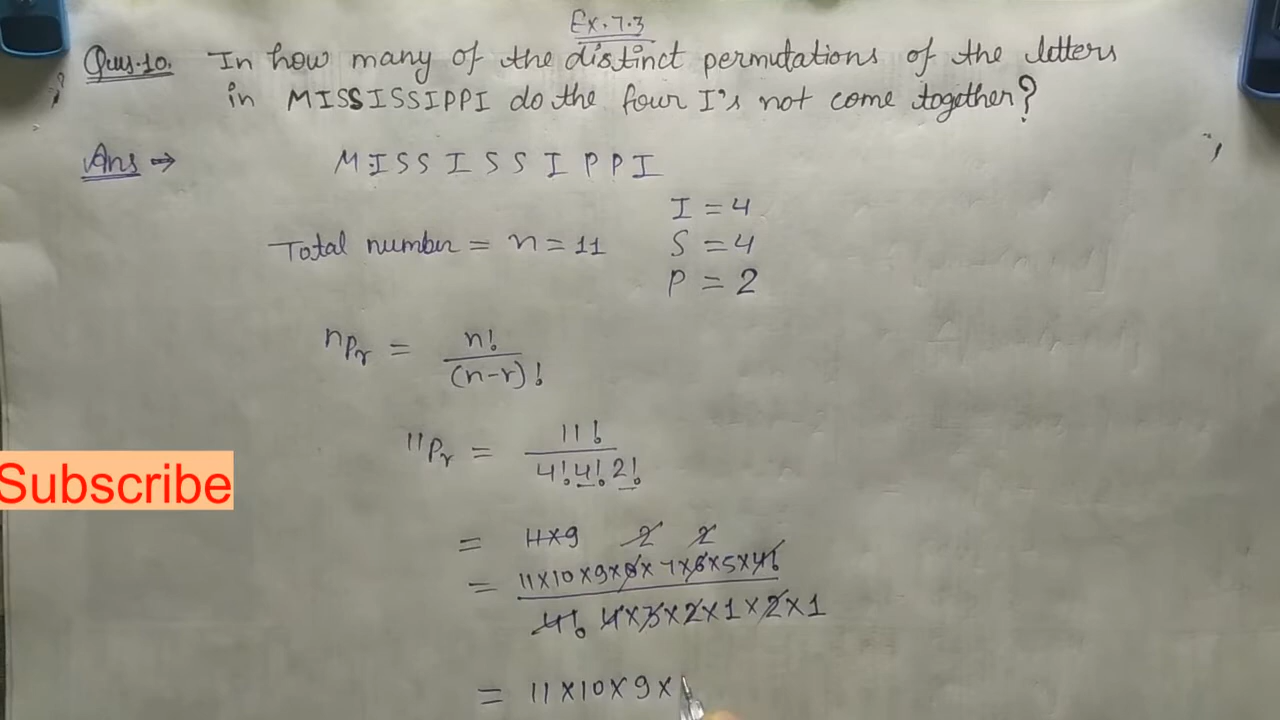 Ex. 7.3
Ques.10. In how many of the distinct permutations of the letters
in MISSISSIPPI do the four I's not come together?
Ans ⇒ M I S S I S S I P P I
I = 4
Total number = n = 11 S = 4
P = 2
nPr = n! / (n-r)!
11Pr = 11! / 4! 4! 2!
Subscribe
= 11×9 2 2
= 11×10×9×8×7×6×5×4! / 4! 4×3×2×1×2×1
= 11×10×9×